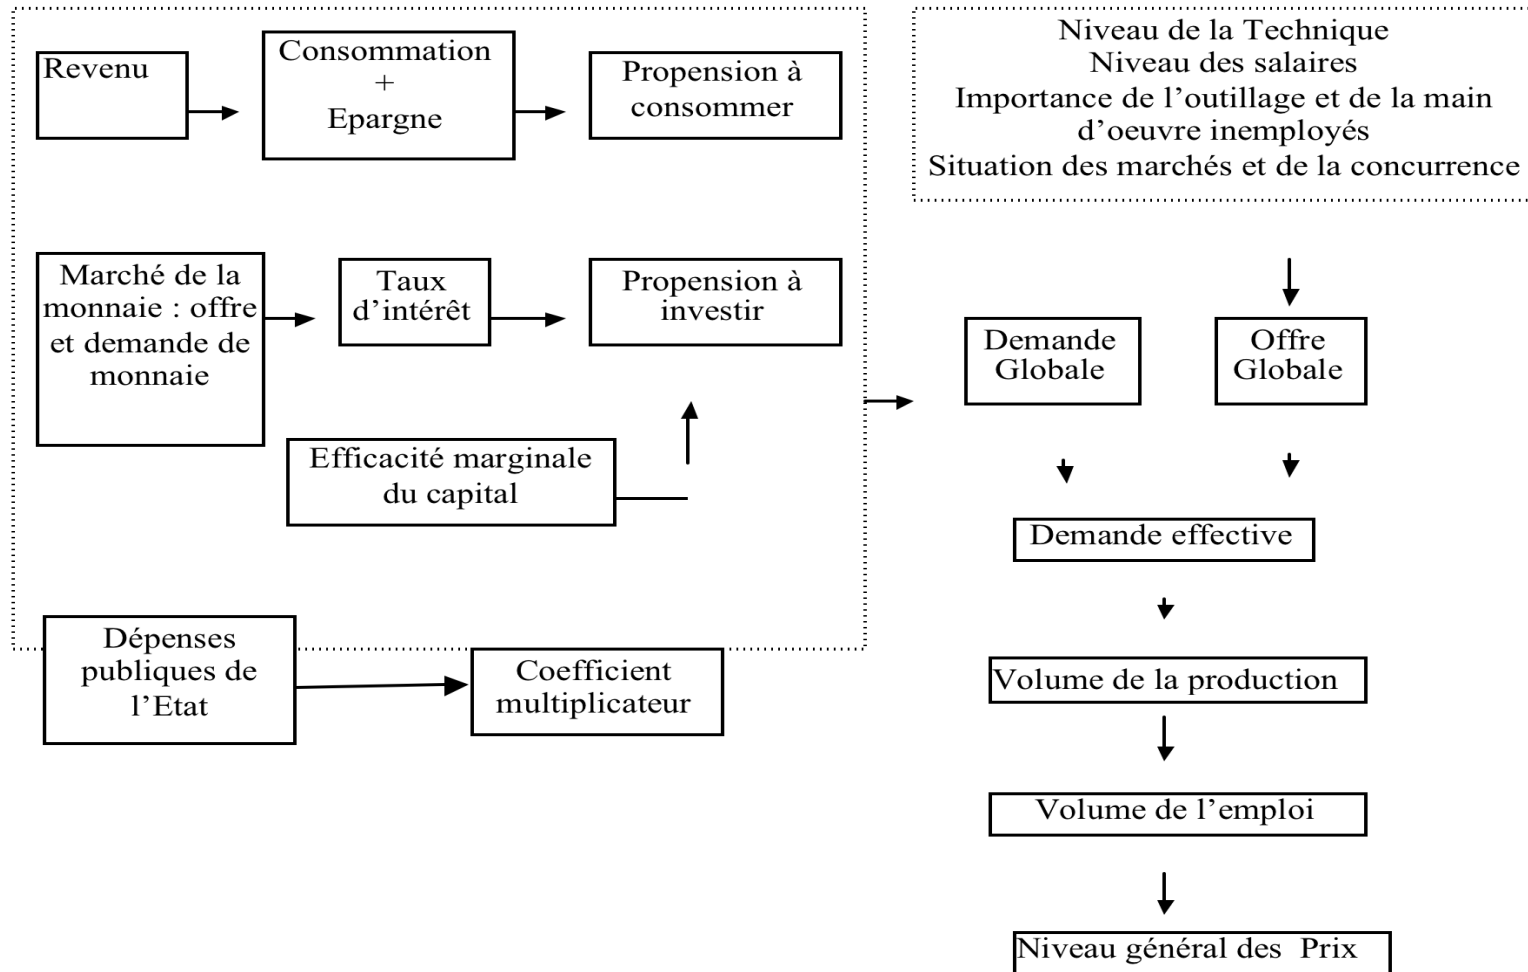 Revenu
Consommation
+
Epargne
Propension à
consommer
Niveau de la Technique
Niveau des salaires
Importance de l’outillage et de la main
d’oeuvre inemployés
Situation des marchés et de la concurrence
Marché de la
monnaie : offre
et demande de
monnaie
Taux
d’intérêt
Propension à
investir
Efficacité marginale
du capital
Demande
Globale
Offre
Globale
Demande effective
Dépenses
publiques de
l’Etat
Coefficient
multiplicateur
Volume de la production
Volume de l’emploi
Niveau général des Prix